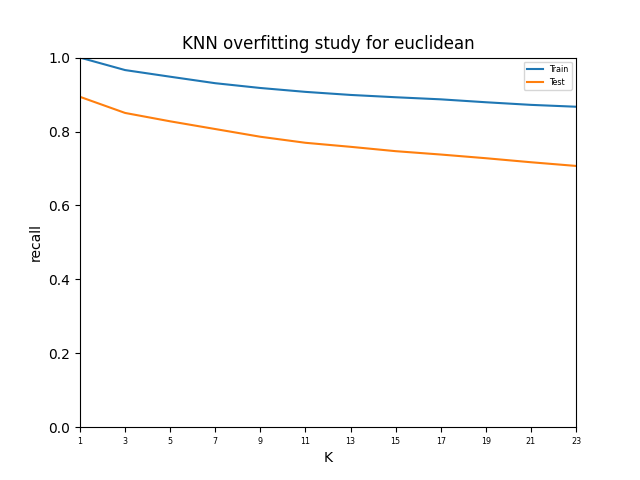 KNN overfitting study for euclidean
Train
Test
recall
1.0
0.8
0.6
0.4
0.2
0.0
1 3 5 7 9 11 13 15 17 19 21 23
K